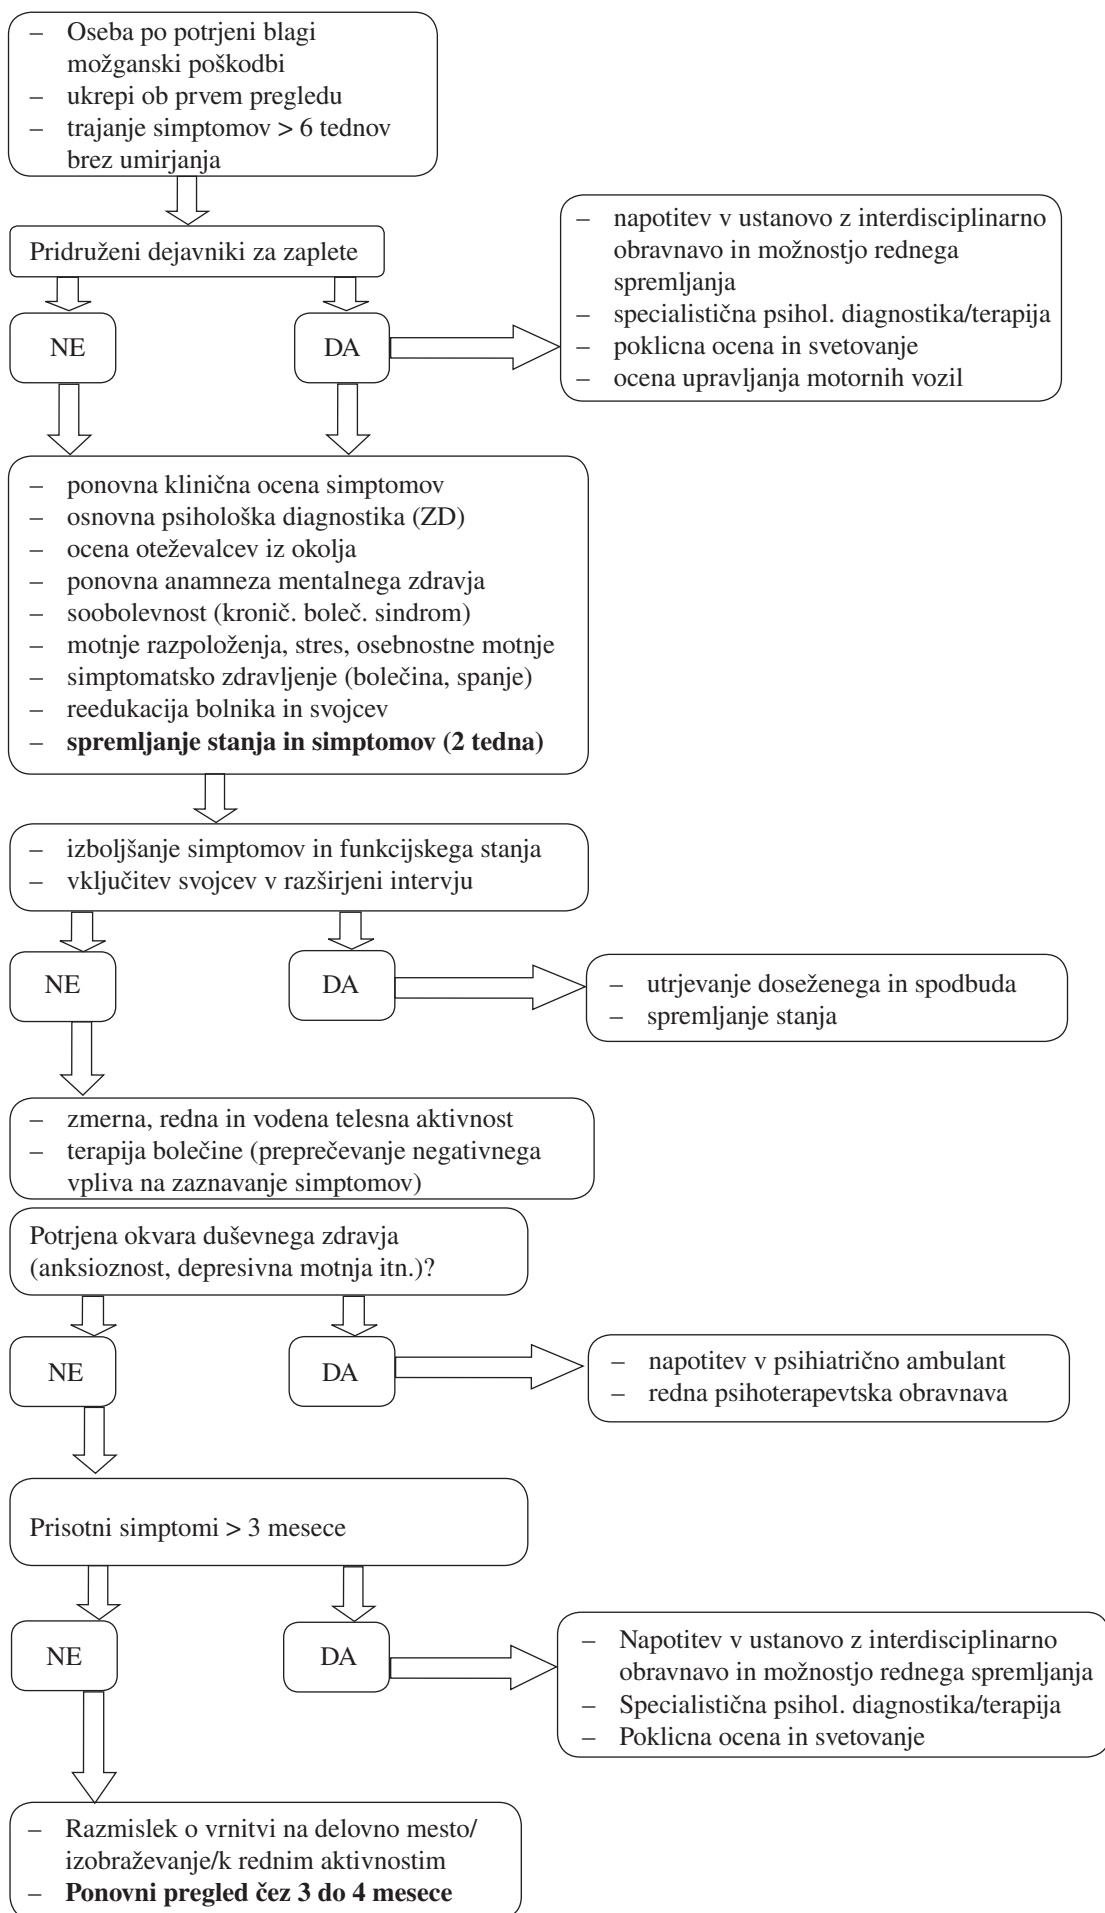 – Oseba po potrjeni blagi
možganski poškodbi
– ukrepi ob prvem pregledu
– trajanje simptomov > 6 tednov
brez umirjanja
Pridruženi dejavniki za zaplete
– napotitev v ustanovo z interdisciplinarno
obravnavo in možnostjo rednega
spremljanja
– specialistična psihol. diagnostika/terapija
– poklicna ocena in svetovanje
– ocena upravljanja motornih vozil
NE
DA
– ponovna klinična ocena simptomov
– osnovna psihološka diagnostika (ZD)
– ocena oteževalcev iz okolja
– ponovna anamneza mentalnega zdravja
– soobolevnost (kronič. boleč. sindrom)
– motnje razpoloženja, stres, osebnostne motnje
– simptomatsko zdravljenje (bolečina, spanje)
– reedukacija bolnika in svojcev
– spremljanje stanja in simptomov (2 tedna)
– izboljšanje simptomov in funkcijskega stanja
– vključitev svojcev v razširjeni intervju
NE
DA
– utrjevanje doseženega in spodbuda
– spremljanje stanja
– zmerna, redna in vodena telesna aktivnost
– terapija bolečine (preprečevanje negativnega
vpliva na zaznavanje simptomov)
Potrjena okvara duševnega zdravja
(anksioznost, depresivna motnja itn.)?
NE
DA
– napotitev v psihiatrično ambulant
– redna psihoterapevtska obravnava
Prisotni simptomi > 3 mesece
NE
DA
– Napotitev v ustanovo z interdisciplinarno
obravnavo in možnostjo rednega spremljanja
– Specialistična psihol. diagnostika/terapija
– Poklicna ocena in svetovanje
– Razmislek o vrnitvi na delovno mesto/
izobraževanje/k rednim aktivnostim
– Ponovni pregled čez 3 do 4 mesece